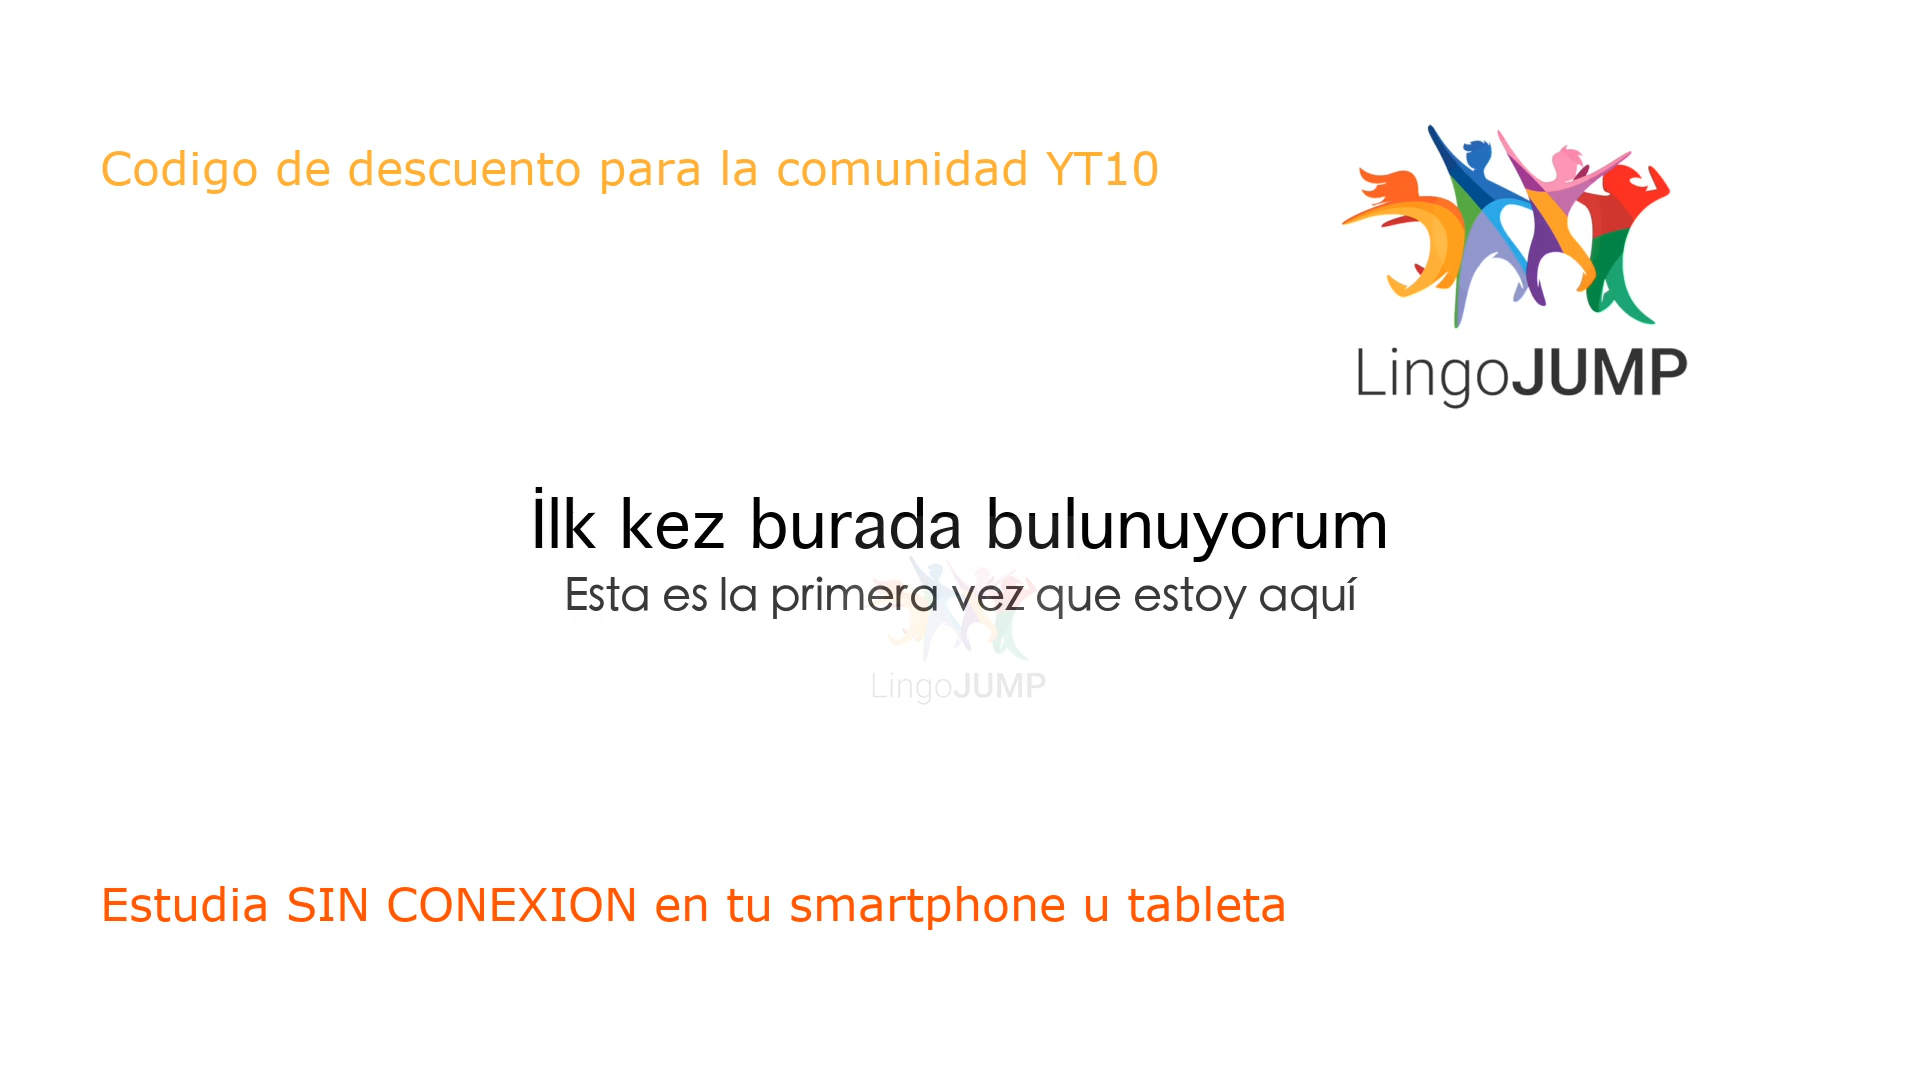 Codigo de descuento para la comunidad YT10
LingoJUMP
İlk kez burada bulunuyorum
Esta es la primera vez que estoy aquí
LingoJUMP
Estudia SIN CONEXION en tu smartphone u tableta